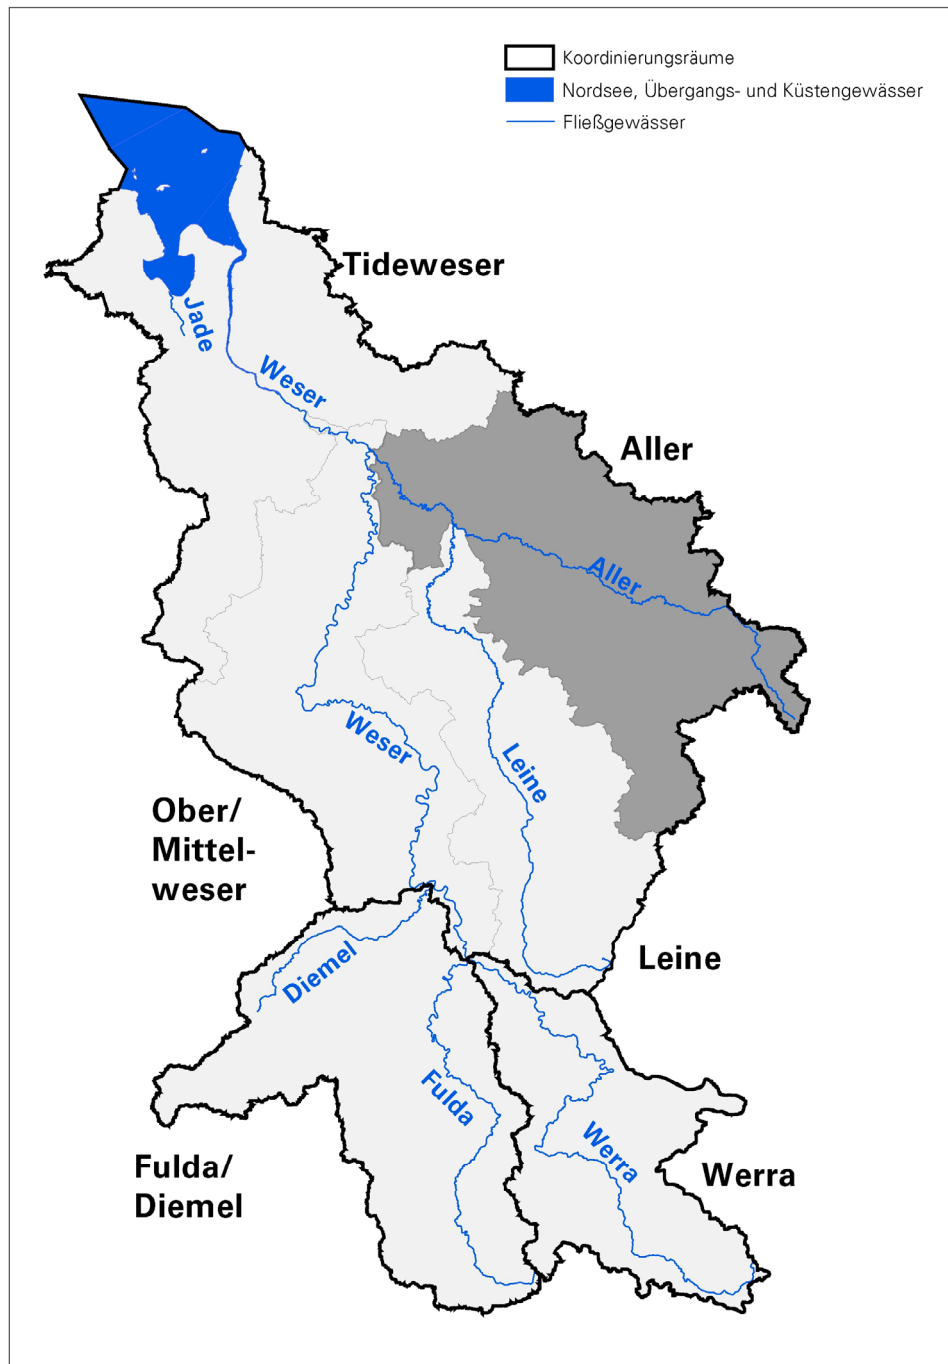 Koordinierungsräume
Nordsee, Übergangs- und Küstengewässer
Fließgewässer
Tideweser
Jade
Weser
Aller
Aller
Weser
Leine
Ober/
Mittel-
weser
Leine
Diemel
Fulda
Werra
Fulda/
Diemel
Werra